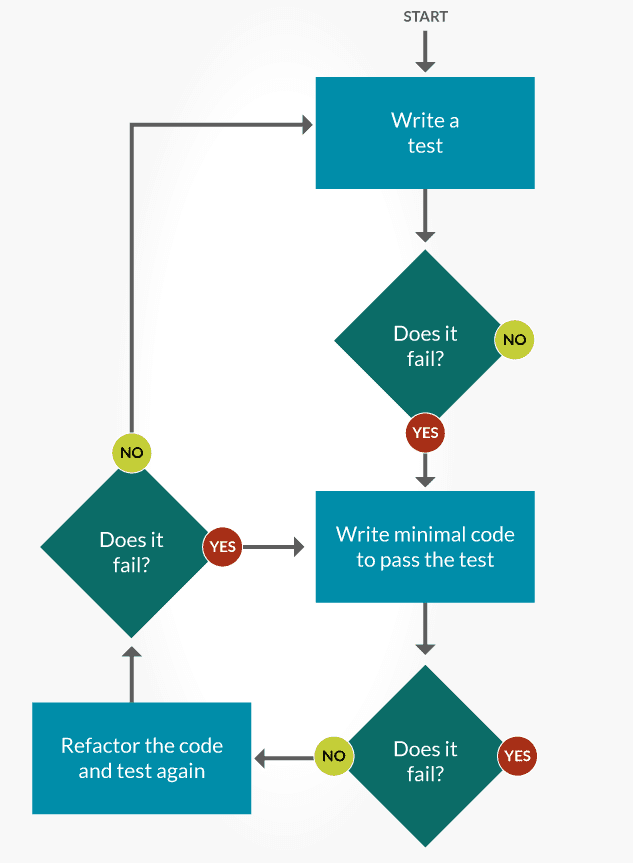 START
Write a
test
Does it
fail?
NO
YES
NO
Does it
fail?
YES
Write minimal code
to pass the test
Refactor the code
and test again
NO
Does it
fail?
YES